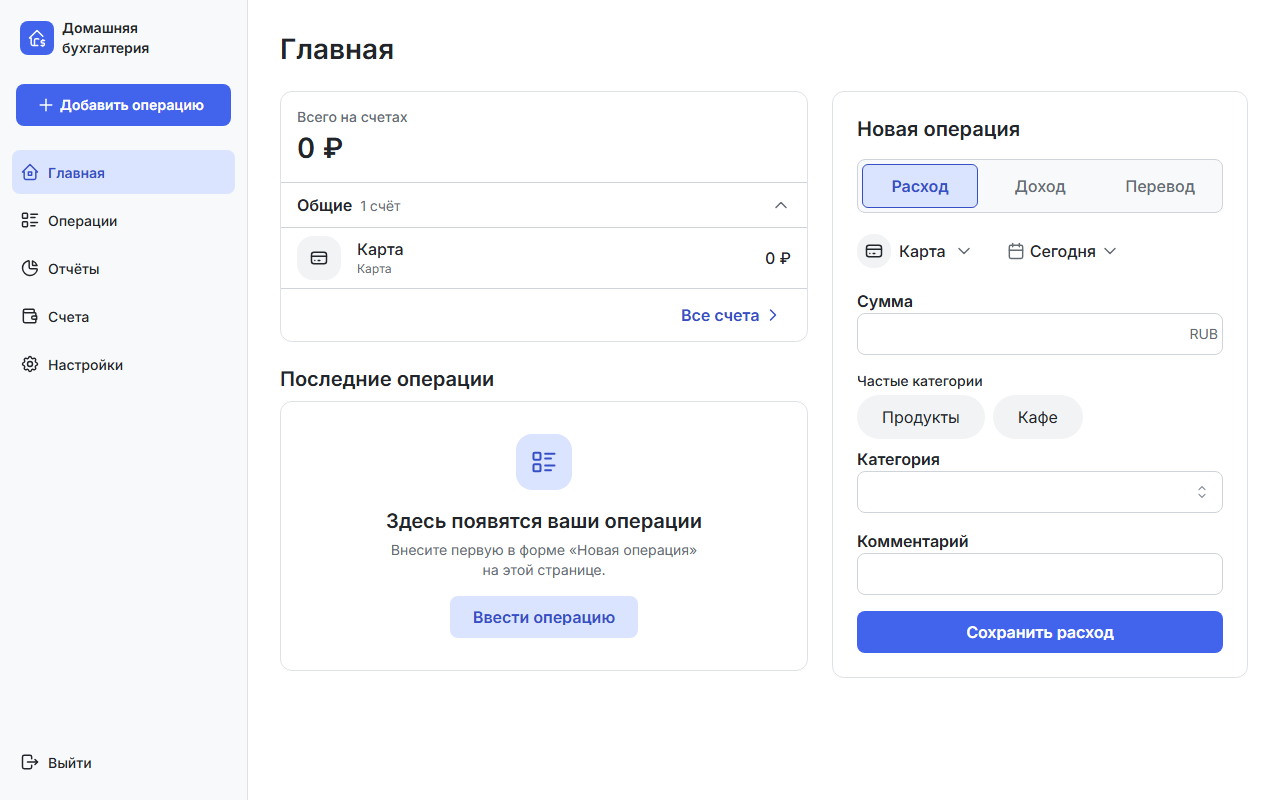 Домашняя
бухгалтерия
Добавить операцию
Главная
Операции
Отчёты
Счета
Настройки
Выйти
Главная
Всего на счетах
0 ₽
Общие 1 счёт
Карта
Карта
0 ₽
Все счета
Последние операции
Здесь появятся ваши операции
Внесите первую в форме «Новая операция»
на этой странице.
Ввести операцию
Новая операция
Расход Доход Перевод
Карта Сегодня
Сумма
RUB
Частые категории
Продукты Кафе
Категория
Комментарий
Сохранить расход